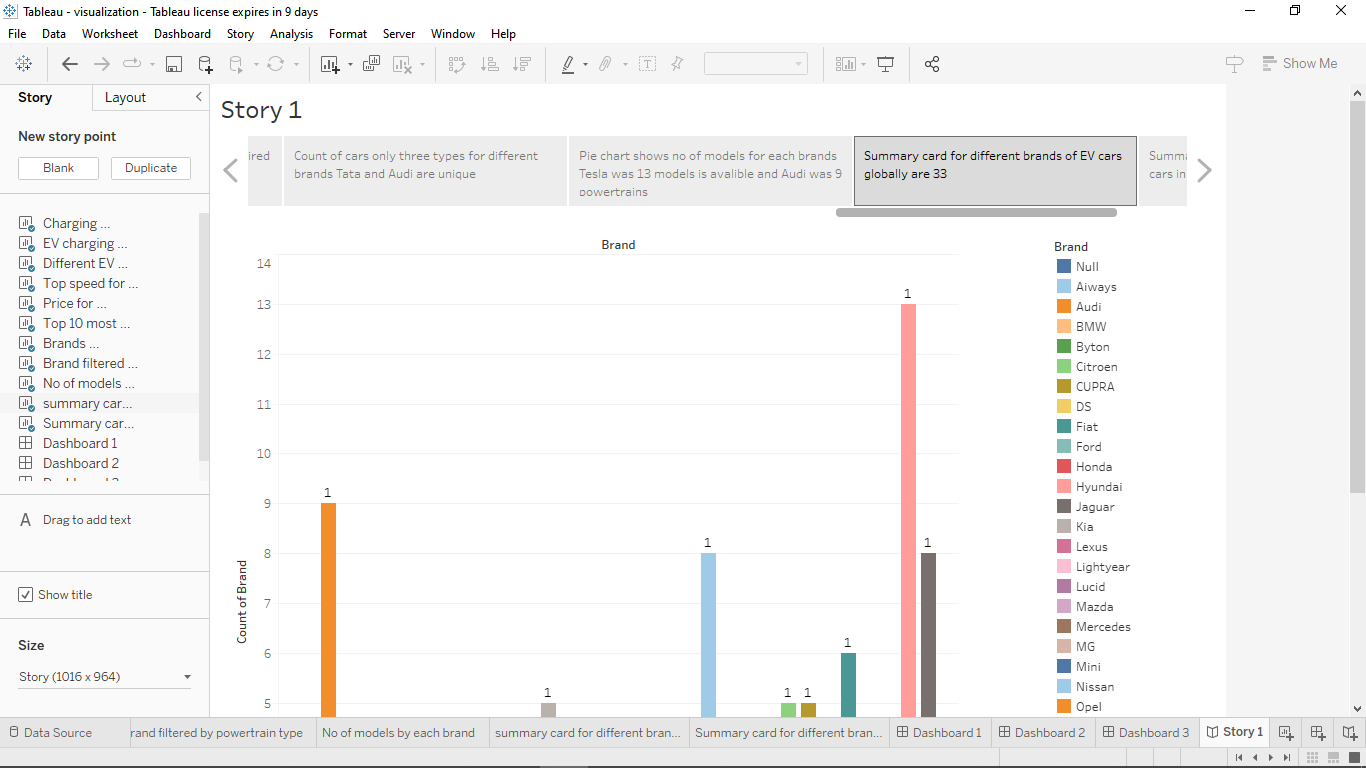 Tableau - visualization - Tableau license expires in 9 days
File Data Worksheet Dashboard Story Analysis Format Server Window Help
Show Me
Story Layout
New story point
Blank Duplicate
Charging ...
EV charging ...
Different EV ...
Top speed for ...
Price for ...
Top 10 most ...
Brands ...
Brand filtered ...
No of models ...
summary car...
Summary car...
Dashboard 1
Dashboard 2
A Drag to add text
Show title
Size
Story (1016 x 964)
Story 1
ired
Count of cars only three types for different
brands Tata and Audi are unique
Pie chart shows no of models for each brands
Tesla was 13 models is avalible and Audi was 9
powertrains
Summary card for different brands of EV cars
globally are 33
Summa
cars in
Brand
14
13
12
11
10
9
8
7
6
5
Count of Brand
1
1
1
1
1
1
1
1
Brand
Null
Aiways
Audi
BMW
Byton
Citroen
CUPRA
DS
Fiat
Ford
Honda
Hyundai
Jaguar
Kia
Lexus
Lightyear
Lucid
Mazda
Mercedes
MG
Mini
Nissan
Opel
Data Source rand filtered by powertrain type No of models by each brand summary card for different bran... Summary card for different bran... Dashboard 1 Dashboard 2 Dashboard 3 Story 1